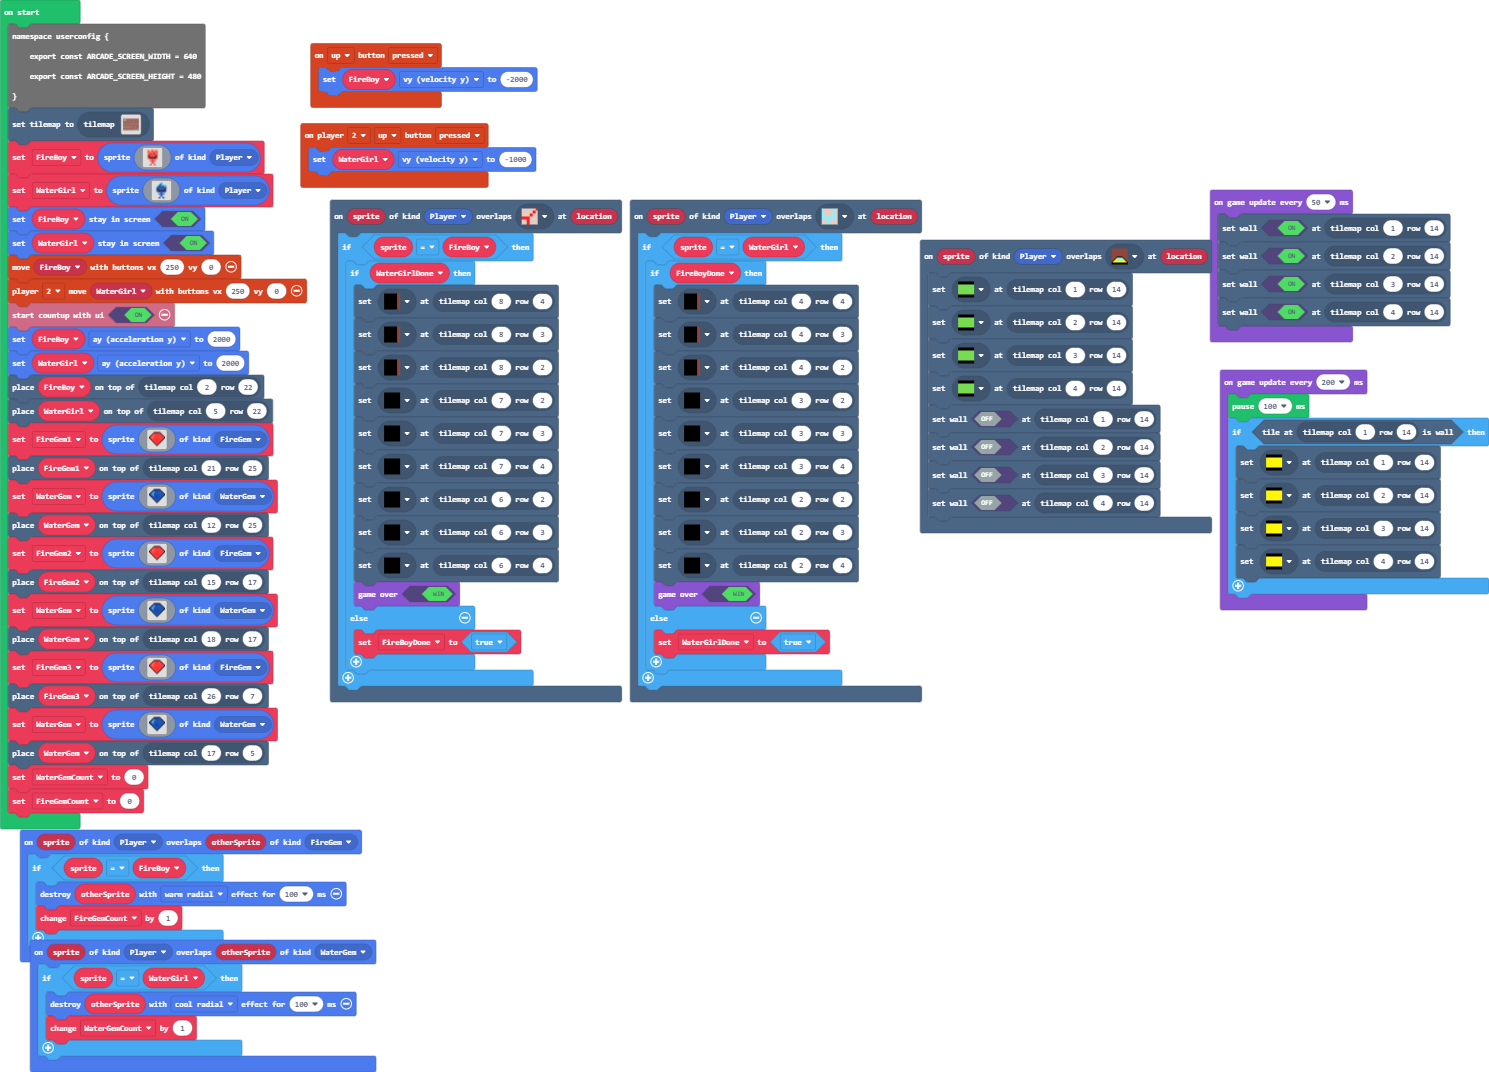 on start
namespace userconfig {
export const ARCADE_SCREEN_WIDTH = 640
export const ARCADE_SCREEN_HEIGHT = 480
}
set tilemap to tilemap
set FireBoy to sprite of kind Player
set WaterGirl to sprite of kind Player
set FireBoy stay in screen ON
set WaterGirl stay in screen ON
move FireBoy with buttons vx 250 vy 0
player 2 move WaterGirl with buttons vx 250 vy 0
start countup with ui ON
set FireBoy ay (acceleration y) to 2000
set WaterGirl ay (acceleration y) to 2000
place FireBoy on top of tilemap col 2 row 22
place WaterGirl on top of tilemap col 5 row 22
set FireGem1 to sprite of kind FireGem
place FireGem1 on top of tilemap col 21 row 25
set WaterGem to sprite of kind WaterGem
place WaterGem on top of tilemap col 12 row 25
set FireGem2 to sprite of kind FireGem
place FireGem2 on top of tilemap col 15 row 17
set WaterGem to sprite of kind WaterGem
place WaterGem on top of tilemap col 18 row 17
set FireGem3 to sprite of kind FireGem
place FireGem3 on top of tilemap col 26 row 7
set WaterGem to sprite of kind WaterGem
place WaterGem on top of tilemap col 17 row 5
set WaterGemCount to 0
set FireGemCount to 0
on sprite of kind Player overlaps otherSprite of kind FireGem
if sprite = FireBoy then
destroy otherSprite with warm radial effect for 100 ms
change FireGemCount by 1
on sprite of kind Player overlaps otherSprite of kind WaterGem
if sprite = WaterGirl then
destroy otherSprite with cool radial effect for 100 ms
change WaterGemCount by 1
on up button pressed
set FireBoy vy (velocity y) to -2000
on player 2 up button pressed
set WaterGirl vy (velocity y) to -1000
on sprite of kind Player overlaps at location
if sprite = FireBoy then
if WaterGirlDone then
set at tilemap col 8 row 4
set at tilemap col 8 row 3
set at tilemap col 8 row 2
set at tilemap col 7 row 2
set at tilemap col 7 row 3
set at tilemap col 7 row 4
set at tilemap col 6 row 2
set at tilemap col 6 row 3
set at tilemap col 6 row 4
game over WIN
else
set FireBoyDone to true
on sprite of kind Player overlaps at location
if sprite = WaterGirl then
if FireBoyDone then
set at tilemap col 4 row 4
set at tilemap col 4 row 3
set at tilemap col 4 row 2
set at tilemap col 3 row 2
set at tilemap col 3 row 3
set at tilemap col 3 row 4
set at tilemap col 2 row 2
set at tilemap col 2 row 3
set at tilemap col 2 row 4
game over WIN
else
set WaterGirlDone to true
on sprite of kind Player overlaps at location
set at tilemap col 1 row 14
set at tilemap col 2 row 14
set at tilemap col 3 row 14
set at tilemap col 4 row 14
set wall OFF at tilemap col 1 row 14
set wall OFF at tilemap col 2 row 14
set wall OFF at tilemap col 3 row 14
set wall OFF at tilemap col 4 row 14
on game update every 50 ms
set wall ON at tilemap col 1 row 14
set wall ON at tilemap col 2 row 14
set wall ON at tilemap col 3 row 14
set wall ON at tilemap col 4 row 14
on game update every 200 ms
pause 100 ms
if tile at tilemap col 1 row 14 is wall then
set at tilemap col 1 row 14
set at tilemap col 2 row 14
set at tilemap col 3 row 14
set at tilemap col 4 row 14